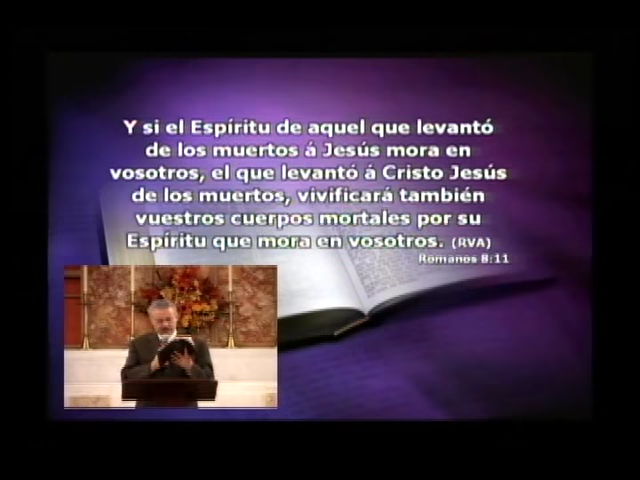 Y si el Espíritu de aquel que levantó
de los muertos á Jesús mora en
vosotros, el que levantó á Cristo Jesús
de los muertos, vivificará también
vuestros cuerpos mortales por su
Espíritu que mora en vosotros. (RVA)
Romanos 8:11